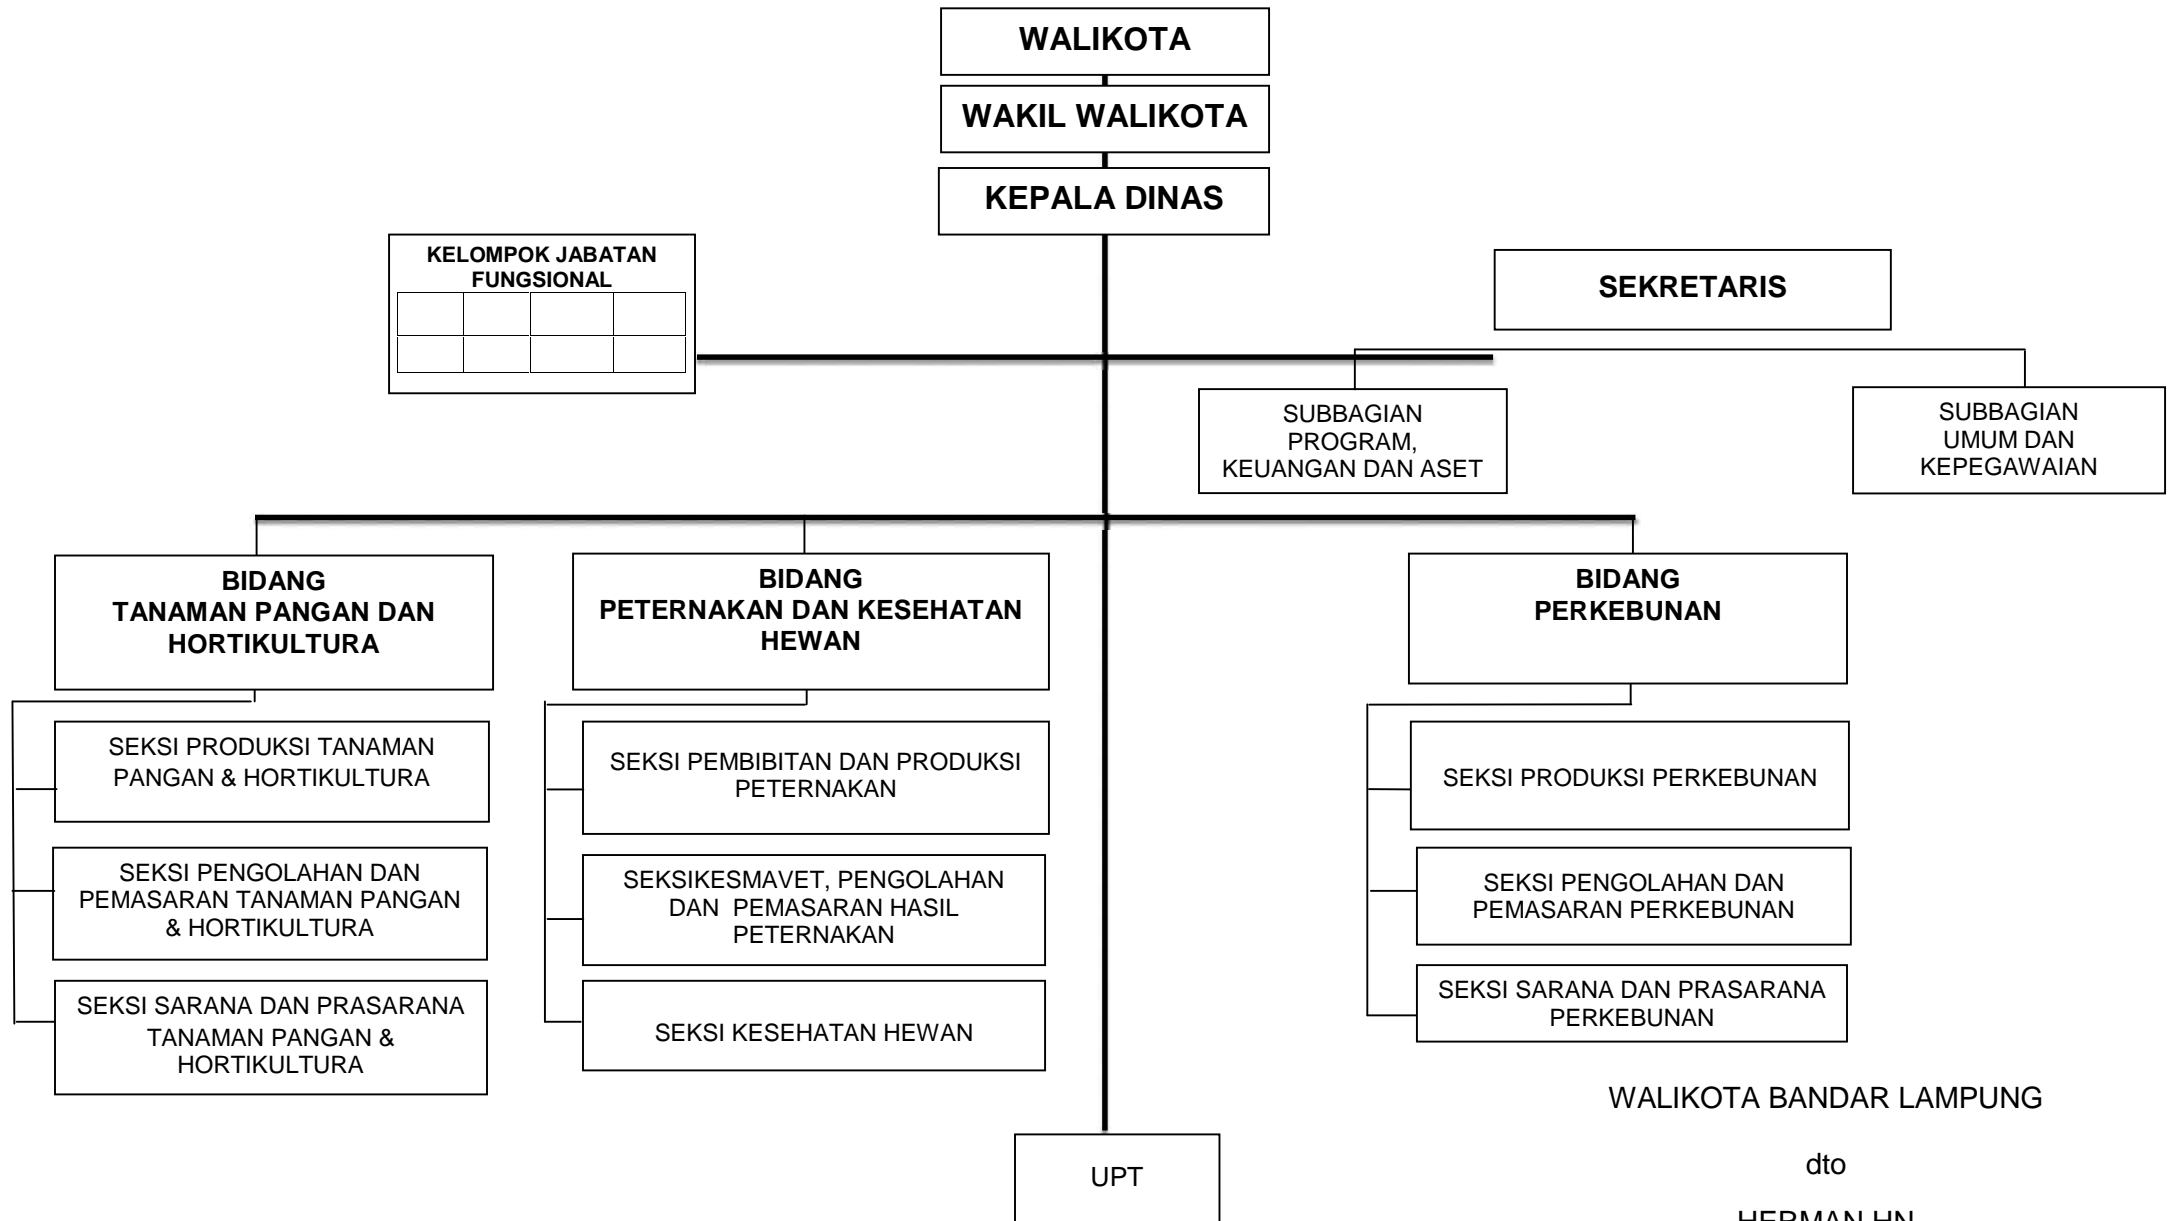 WALIKOTA
WAKIL WALIKOTA
KEPALA DINAS
KELOMPOK JABATAN
FUNGSIONAL
SEKRETARIS
SUBBAGIAN
PROGRAM,
KEUANGAN DAN ASET
SUBBAGIAN
UMUM DAN
KEPEGAWAIAN
BIDANG
TANAMAN PANGAN DAN
HORTIKULTURA
BIDANG
PETERNAKAN DAN KESEHATAN
HEWAN
BIDANG
PERKEBUNAN
SEKSI PRODUKSI TANAMAN
PANGAN & HORTIKULTURA
SEKSI PENGOLAHAN DAN
PEMASARAN TANAMAN PANGAN
& HORTIKULTURA
SEKSI SARANA DAN PRASARANA
TANAMAN PANGAN &
HORTIKULTURA
SEKSI PEMBIBITAN DAN PRODUKSI
PETERNAKAN
SEKSIKESMAVET, PENGOLAHAN
DAN  PEMASARAN HASIL
PETERNAKAN
SEKSI KESEHATAN HEWAN
SEKSI PRODUKSI PERKEBUNAN
SEKSI PENGOLAHAN DAN
PEMASARAN PERKEBUNAN
SEKSI SARANA DAN PRASARANA
PERKEBUNAN
UPT
WALIKOTA BANDAR LAMPUNG
dto
HERMAN HN